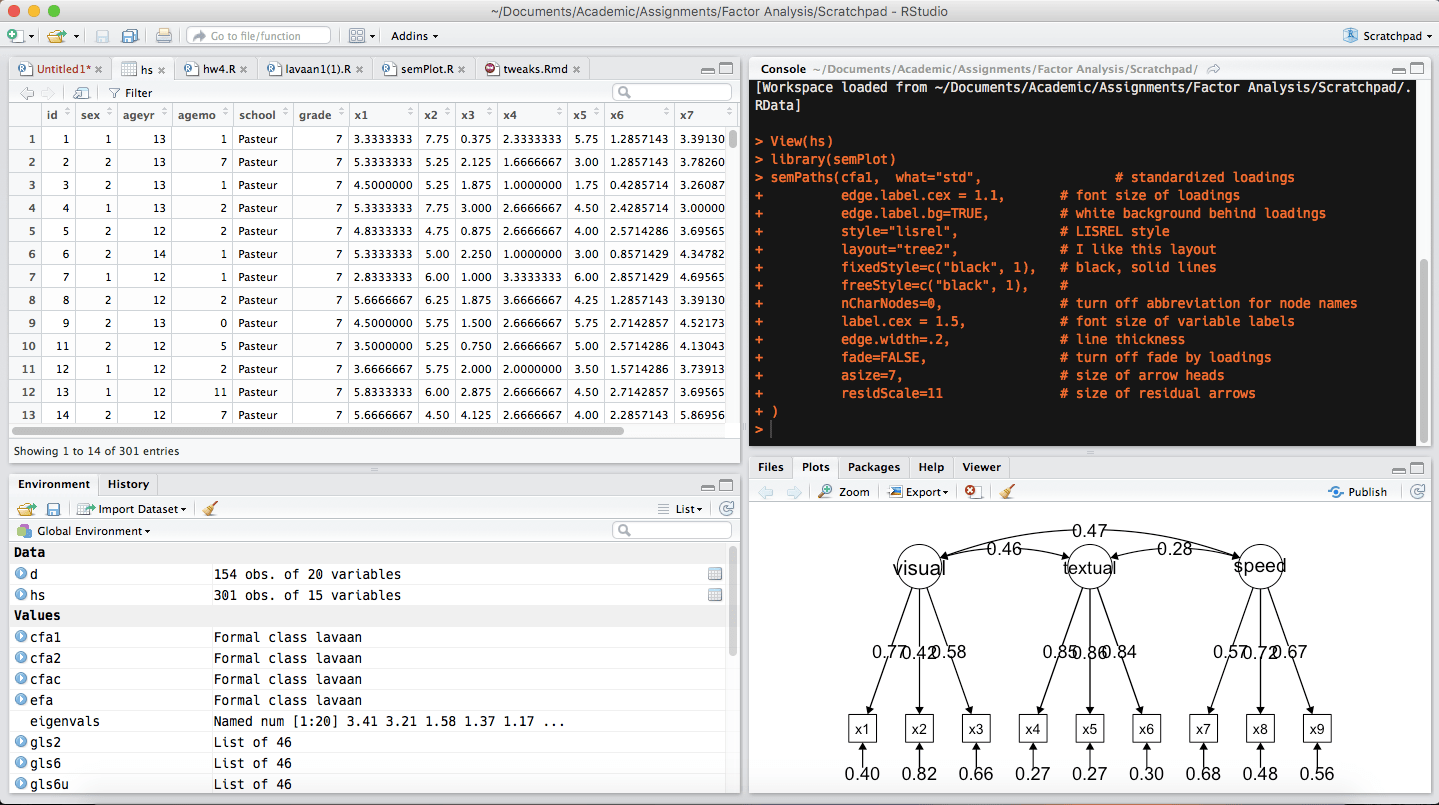 ~/Documents/Academic/Assignments/Factor Analysis/Scratchpad - RStudio
Go to file/function Addins Scratchpad
Untitled1* hs hw4.R lavaan1(1).R semPlot.R tweaks.Rmd
Filter
id sex ageyr agemo school grade x1 x2 x3 x4 x5 x6 x7
1 1 1 13 1 Pasteur 7 3.3333333 7.75 0.375 2.3333333 5.75 1.2857143 3.39130
2 2 2 13 7 Pasteur 7 5.3333333 5.25 2.125 1.6666667 3.00 1.2857143 3.78260
3 3 2 13 1 Pasteur 7 4.5000000 5.25 1.875 1.0000000 1.75 0.4285714 3.26087
4 4 1 13 2 Pasteur 7 5.3333333 7.75 3.000 2.6666667 4.50 2.4285714 3.00000
5 5 2 12 2 Pasteur 7 4.8333333 4.75 0.875 2.6666667 4.00 2.5714286 3.69565
6 6 2 14 1 Pasteur 7 5.3333333 5.00 2.250 1.0000000 3.00 0.8571429 4.34782
7 7 1 12 1 Pasteur 7 2.8333333 6.00 1.000 3.3333333 6.00 2.8571429 4.69565
8 8 2 12 2 Pasteur 7 5.6666667 6.25 1.875 3.6666667 4.25 1.2857143 3.39130
9 9 2 13 0 Pasteur 7 4.5000000 5.75 1.500 2.6666667 5.75 2.7142857 4.52173
10 11 2 12 5 Pasteur 7 3.5000000 5.25 0.750 2.6666667 5.00 2.5714286 4.13043
11 12 1 12 2 Pasteur 7 3.6666667 5.75 2.000 2.0000000 3.50 1.5714286 3.73913
12 13 1 12 11 Pasteur 7 5.8333333 6.00 2.875 2.6666667 4.50 2.7142857 3.69565
13 14 2 12 7 Pasteur 7 5.6666667 4.50 4.125 2.6666667 4.00 2.2857143 5.86956
Showing 1 to 14 of 301 entries
Environment History
Import Dataset List
Global Environment
Data
d 154 obs. of 20 variables
hs 301 obs. of 15 variables
Values
cfa1 Formal class lavaan
cfa2 Formal class lavaan
cfac Formal class lavaan
efa Formal class lavaan
eigenvals Named num [1:20] 3.41 3.21 1.58 1.37 1.17 ...
gls2 List of 46
gls6 List of 46
gls6u List of 46
Console ~/Documents/Academic/Assignments/Factor Analysis/Scratchpad/
[Workspace loaded from ~/Documents/Academic/Assignments/Factor Analysis/Scratchpad/.
RData]
> View(hs)
> library(semPlot)
> semPaths(cfa1, what="std", # standardized loadings
+ edge.label.cex = 1.1, # font size of loadings
+ edge.label.bg=TRUE, # white background behind loadings
+ style="lisrel", # LISREL style
+ layout="tree2", # I like this layout
+ fixedStyle=c("black", 1), # black, solid lines
+ freeStyle=c("black", 1), #
+ nCharNodes=0, # turn off abbreviation for node names
+ label.cex = 1.5, # font size of variable labels
+ edge.width=.2, # line thickness
+ fade=FALSE, # turn off fade by loadings
+ asize=7, # size of arrow heads
+ residScale=11 # size of residual arrows
+ )
>
Files Plots Packages Help Viewer
Zoom Export Publish
0.47
0.46 0.28
visual textual speed
0.77 0.42 0.58 0.85 0.86 0.84 0.57 0.72 0.67
x1 x2 x3 x4 x5 x6 x7 x8 x9
0.40 0.82 0.66 0.27 0.27 0.30 0.68 0.48 0.56